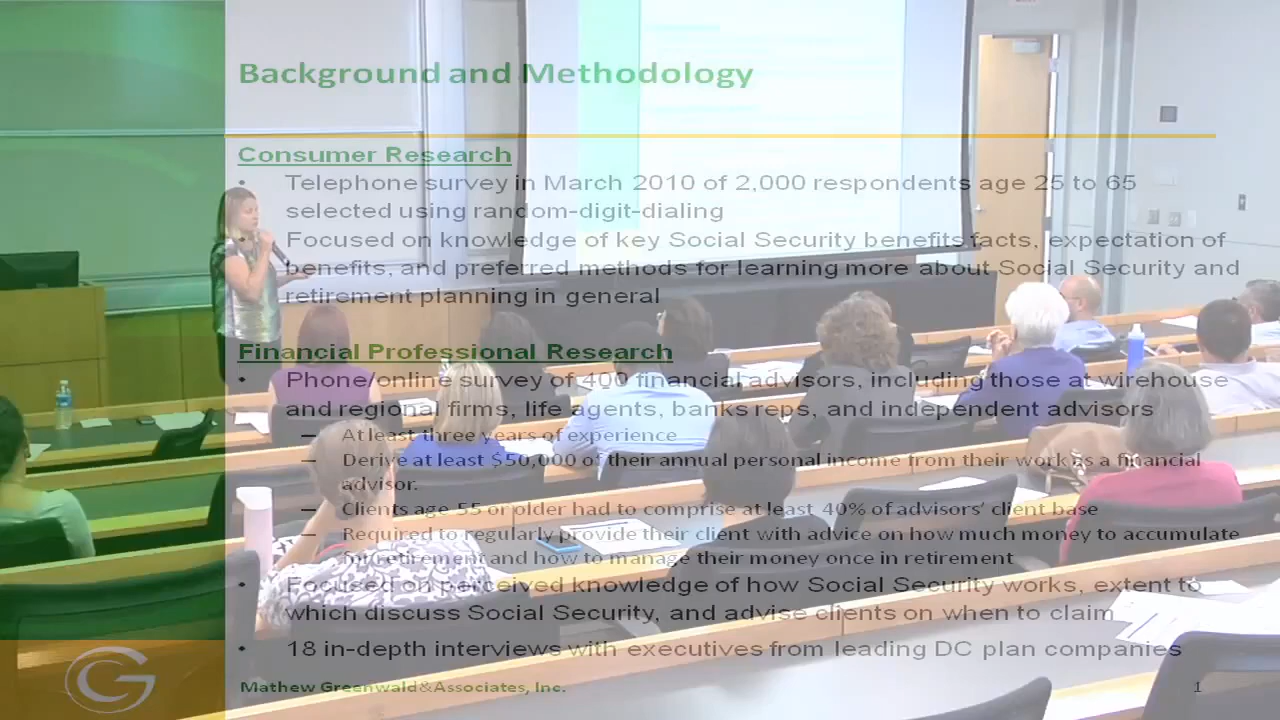 Background and Methodology
Consumer Research
• Telephone survey in March 2010 of 2,000 respondents age 25 to 65
selected using random-digit-dialing
• Focused on knowledge of key Social Security benefits facts, expectation of
benefits, and preferred methods for learning more about Social Security and
retirement planning in general
Financial Professional Research
• Phone/online survey of 400 financial advisors, including those at wirehouse
and regional firms, life agents, banks reps, and independent advisors
– At least three years of experience
– Derive at least $50,000 of their annual personal income from their work as a financial
advisor.
– Clients age 55 or older had to comprise at least 40% of advisors' client base
– Required to regularly provide their client with advice on how much money to accumulate
for retirement and how to manage their money once in retirement
• Focused on perceived knowledge of how Social Security works, extent to
which discuss Social Security, and advise clients on when to claim
• 18 in-depth interviews with executives from leading DC plan companies
G
Mathew Greenwald & Associates, Inc.
1